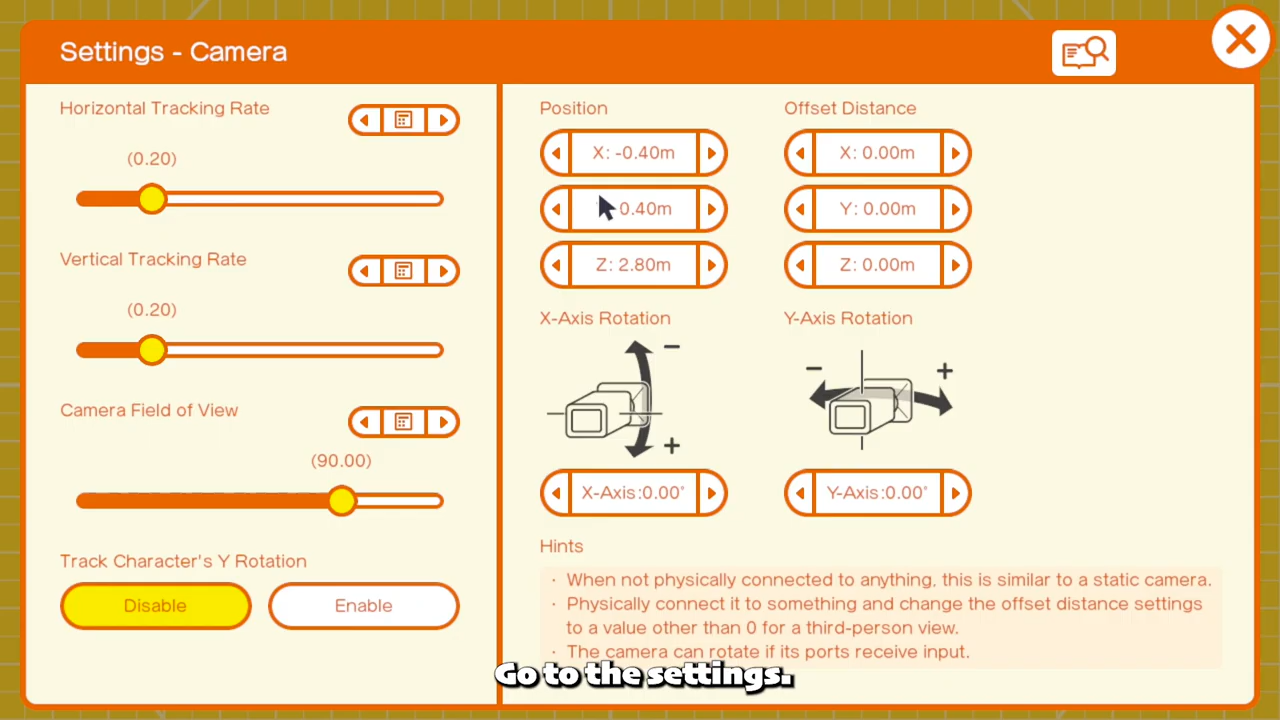 Settings - Camera
Horizontal Tracking Rate
(0.20)
Vertical Tracking Rate
(0.20)
Camera Field of View
(90.00)
Track Character's Y Rotation
Disable
Enable
Position
X: -0.40m
0.40m
Z: 2.80m
Offset Distance
X: 0.00m
Y: 0.00m
Z: 0.00m
X-Axis Rotation
−
+
X-Axis:0.00°
Y-Axis Rotation
− +
Y-Axis:0.00°
Hints
· When not physically connected to anything, this is similar to a static camera.
· Physically connect it to something and change the offset distance settings
to a value other than 0 for a third-person view.
· The camera can rotate if its ports receive input.
Go to the settings.